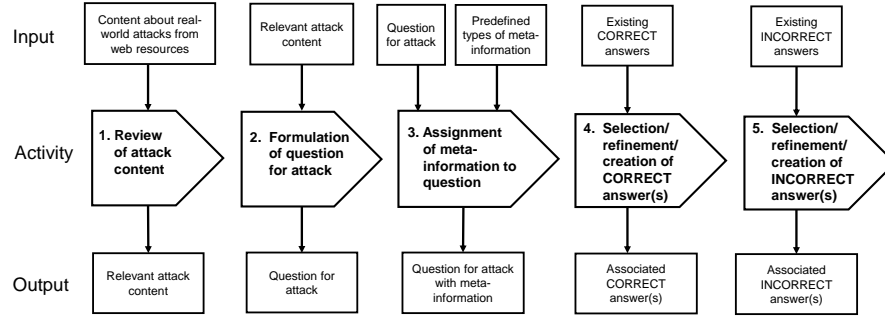 Input
Content about real-
world attacks from
web resources
Relevant attack
content
Question
for attack
Predefined
types of meta-
information
Existing
CORRECT
answers
Existing
INCORRECT
answers
Activity
1. Review
of attack
content
2. Formulation
of question
for attack
3. Assignment
of meta-
information to
question
4. Selection/
refinement/
creation of
CORRECT
answer(s)
5. Selection/
refinement/
creation of
INCORRECT
answer(s)
Output
Relevant attack
content
Question for
attack
Question for attack
with meta-
information
Associated
CORRECT
answer(s)
Associated
INCORRECT
answer(s)